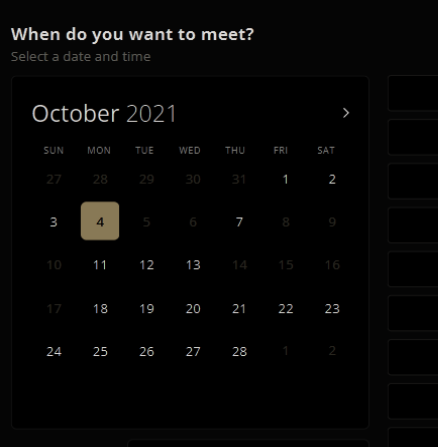 When do you want to meet?
Select a date and time
October 2021
SUN MON TUE WED THU FRI SAT
27 28 29 30 31 1 2
3 4 5 6 7 8 9
10 11 12 13 14 15 16
17 18 19 20 21 22 23
24 25 26 27 28 1 2